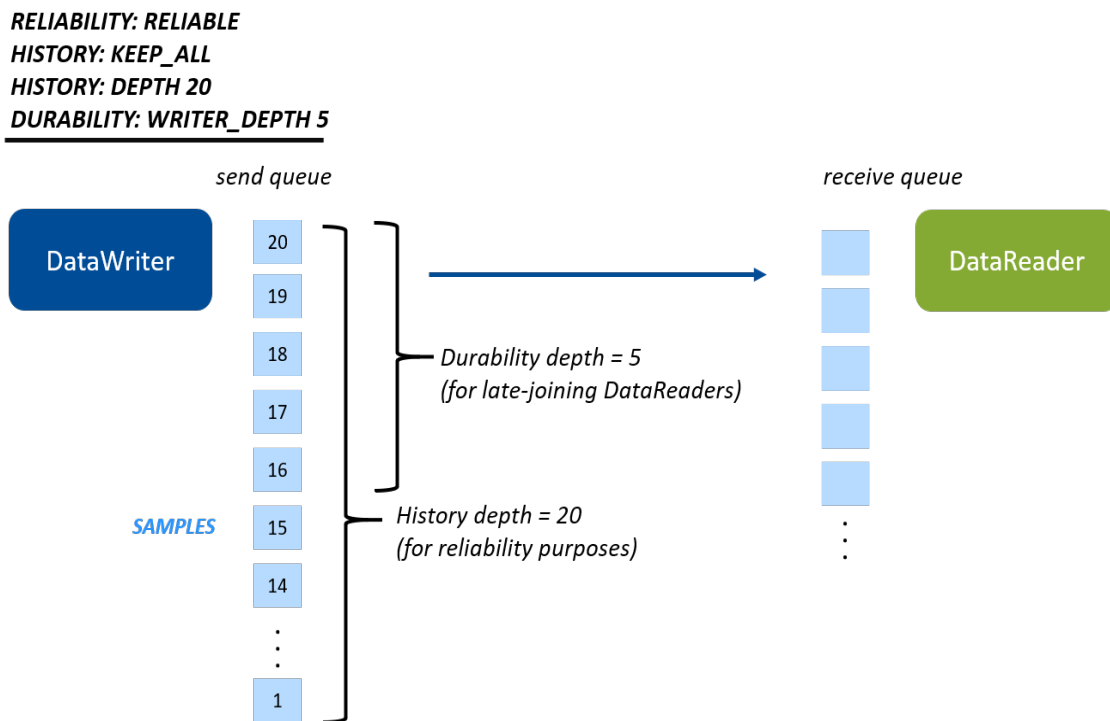 RELIABILITY: RELIABLE
HISTORY: KEEP_ALL
HISTORY: DEPTH 20
DURABILITY: WRITER_DEPTH 5
send queue
receive queue
DataWriter
DataReader
20
19
18
17
16
15
14
1
SAMPLES
Durability depth = 5
(for late-joining DataReaders)
History depth = 20
(for reliability purposes)